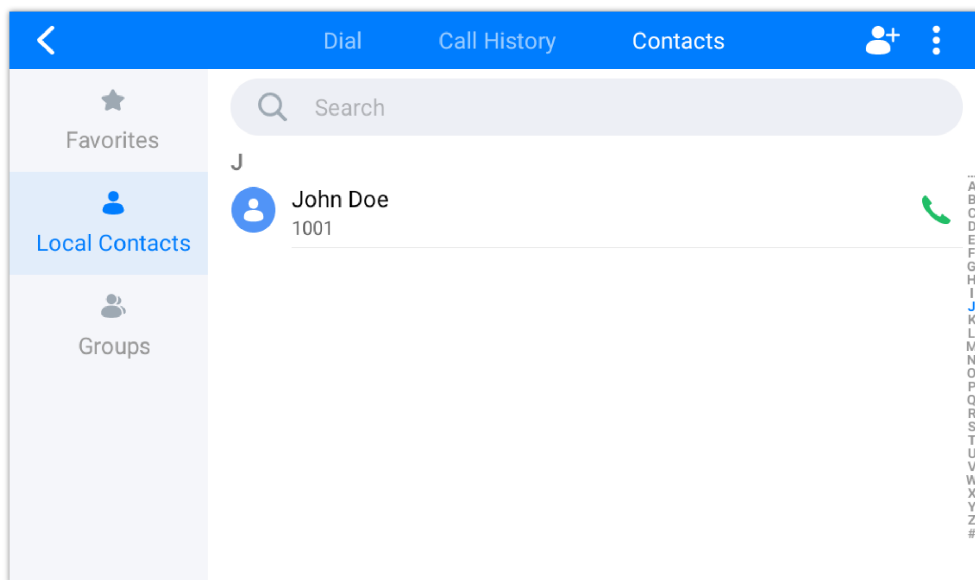 Dial Call History Contacts
Favorites
Local Contacts
Groups
Search
J
John Doe
1001
...
A
B
C
D
E
F
G
H
I
J
K
L
M
N
O
P
Q
R
S
T
U
V
W
X
Y
Z
#